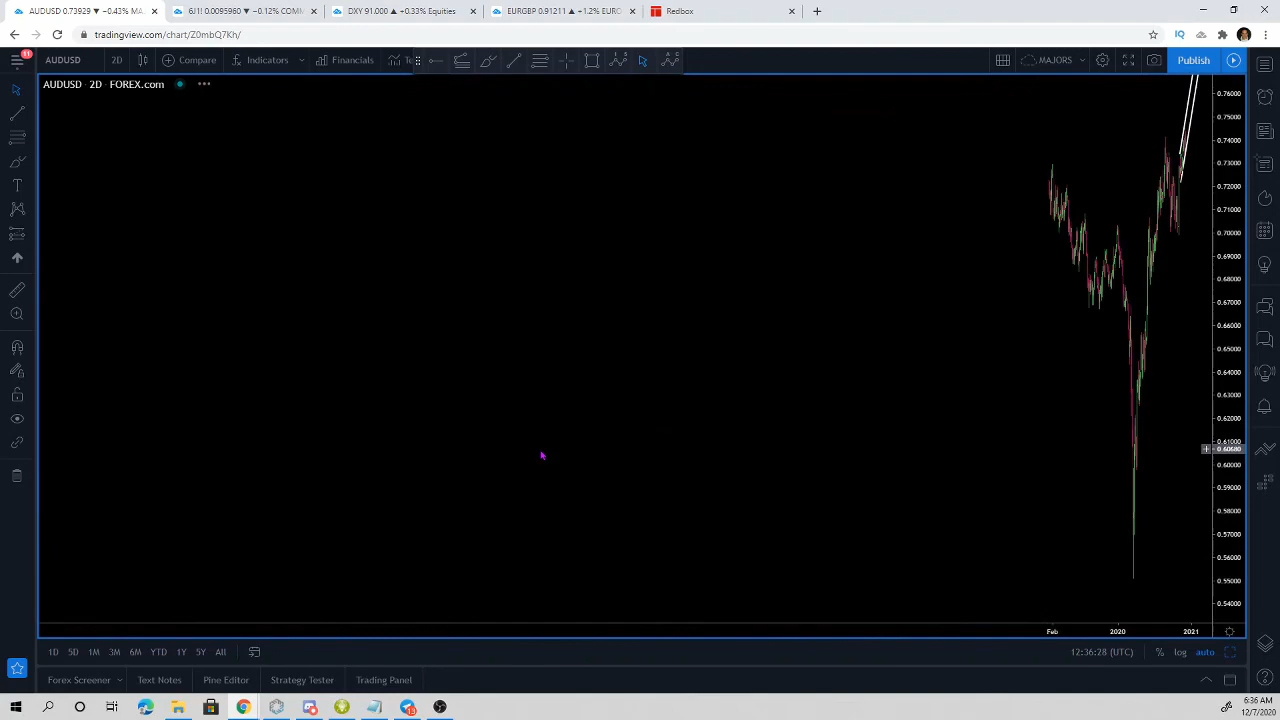 AUDUSD 0.73929 ▼ −0.43% MA
6J1! 0.0095960 ▼ −0.12% COMM
DXY 91.000 ▲ +0.33% Equities
EURGBP 0.91211 ▲ +1.2% EURO
Redbox
tradingview.com/chart/Z0mbQ7Kh/
IQ
11
AUDUSD
2D
Compare
Indicators
Financials
MAJORS
Publish
AUDUSD · 2D · FOREX.com
0.76000
0.75000
0.74000
0.73000
0.72000
0.71000
0.70000
0.69000
0.68000
0.67000
0.66000
0.65000
0.64000
0.63000
0.62000
0.61000
0.60680
0.60000
0.59000
0.58000
0.57000
0.56000
0.55000
0.54000
Feb 2020 2021
1D 5D 1M 3M 6M YTD 1Y 5Y All
12:36:28 (UTC) % log auto
Forex Screener Text Notes Pine Editor Strategy Tester Trading Panel
13
6:36 AM
12/7/2020